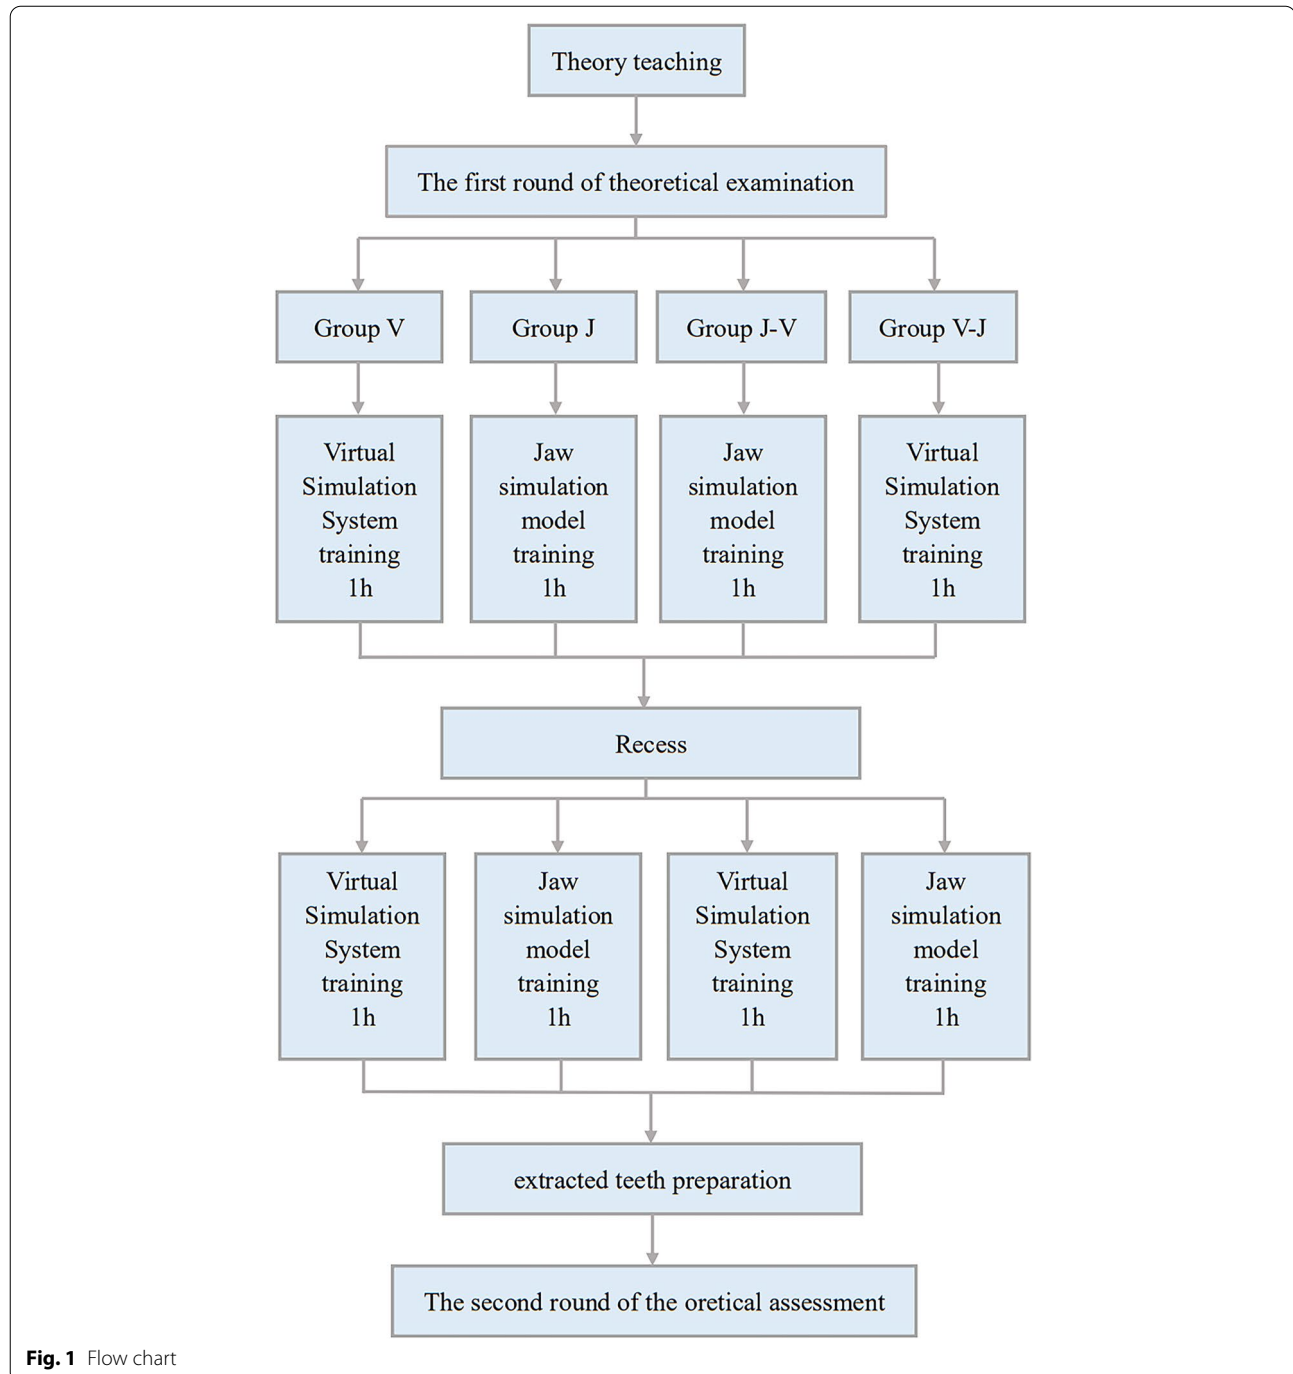 Theory teaching
The first round of theoretical examination
Group V
Group J
Group J-V
Group V-J
Virtual
Simulation
System
training
1h
Jaw
simulation
model
training
1h
Jaw
simulation
model
training
1h
Virtual
Simulation
System
training
1h
Recess
Virtual
Simulation
System
training
1h
Jaw
simulation
model
training
1h
Virtual
Simulation
System
training
1h
Jaw
simulation
model
training
1h
extracted teeth preparation
The second round of the oretical assessment
Fig. 1 Flow chart